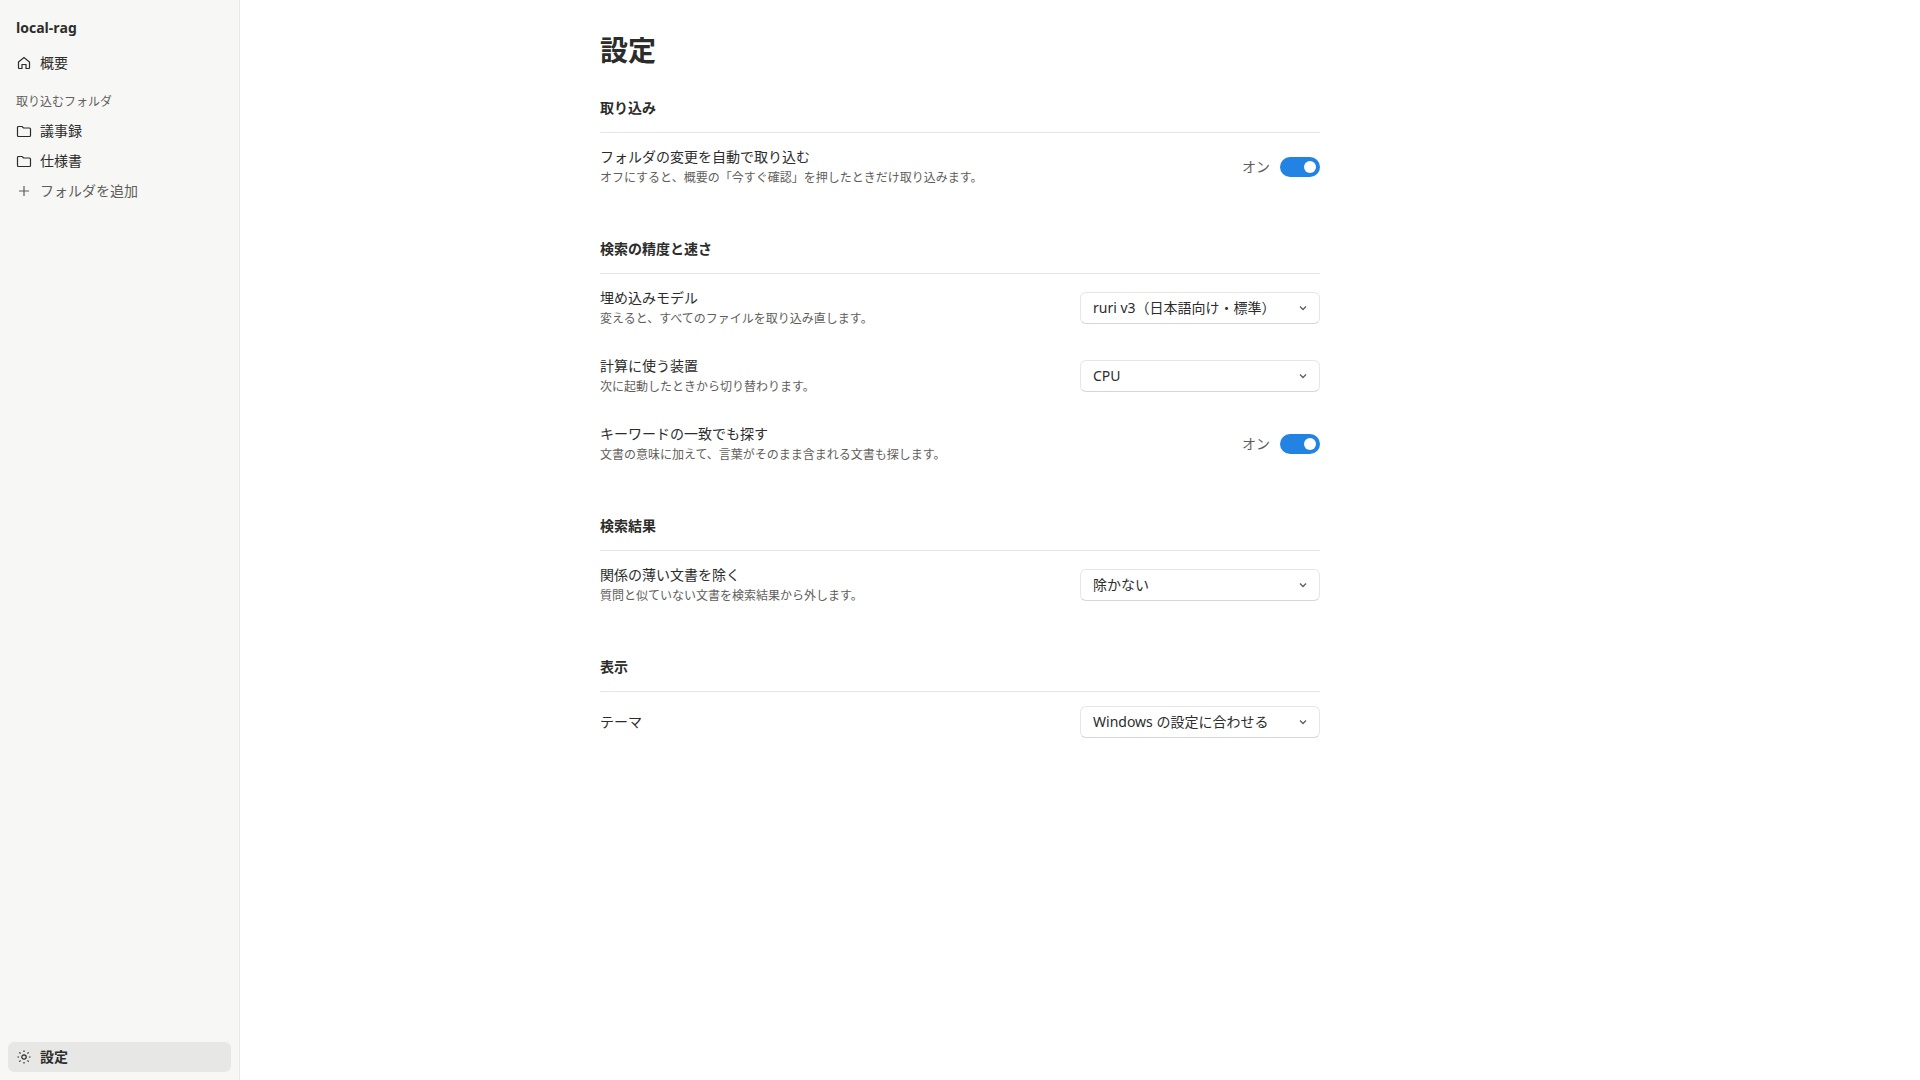 local-rag
概要
取り込むフォルダ
議事録
仕様書
フォルダを追加
設定
設定
取り込み
フォルダの変更を自動で取り込む
オフにすると、概要の「今すぐ確認」を押したときだけ取り込みます。
オン
検索の精度と速さ
埋め込みモデル
変えると、すべてのファイルを取り込み直します。
ruri v3（日本語向け・標準）
計算に使う装置
次に起動したときから切り替わります。
CPU
キーワードの一致でも探す
文書の意味に加えて、言葉がそのまま含まれる文書も探します。
オン
検索結果
関係の薄い文書を除く
質問と似ていない文書を検索結果から外します。
除かない
表示
テーマ
Windows の設定に合わせる